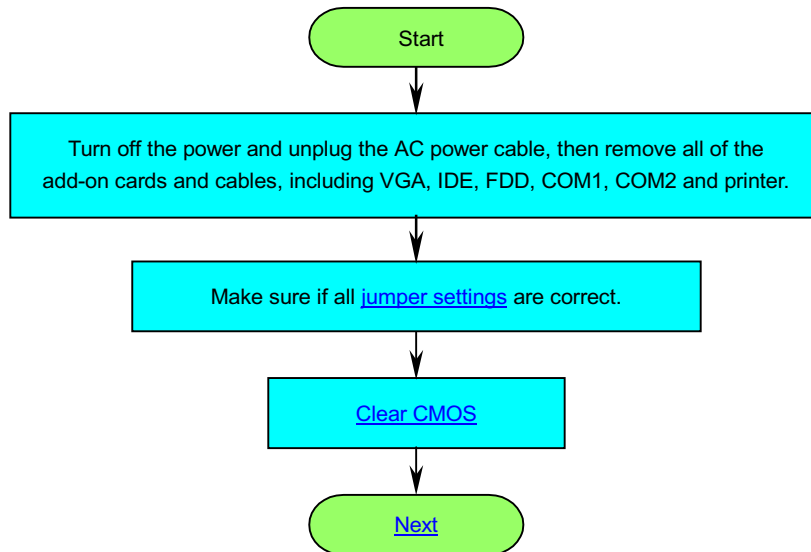 Start
Turn off the power and unplug the AC power cable, then remove all of the
add-on cards and cables, including VGA, IDE, FDD, COM1, COM2 and printer.
Make sure if all jumper settings are correct.
Clear CMOS
Next